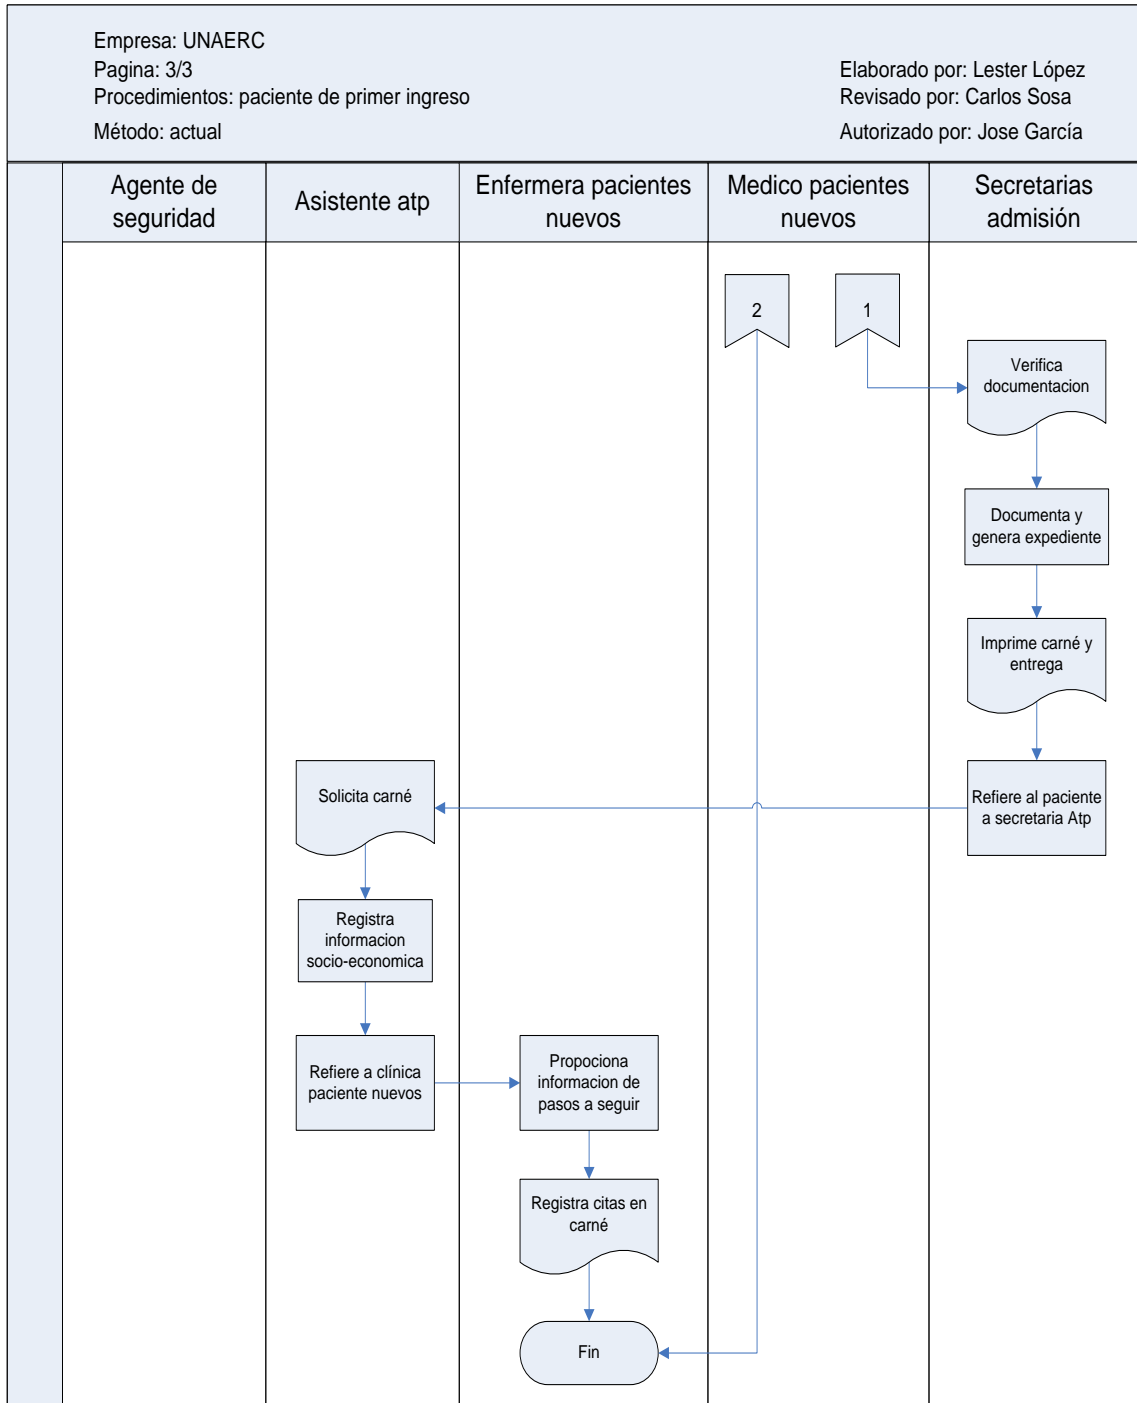 Empresa: UNAERC
Pagina: 3/3
Procedimientos: paciente de primer ingreso
Método: actual
Elaborado por: Lester López
Revisado por: Carlos Sosa
Autorizado por: Jose García
Agente de
seguridad
Asistente atp
Enfermera pacientes
nuevos
Medico pacientes
nuevos
Secretarias
admisión
2
1
Verifica
documentacion
Documenta y
genera expediente
Imprime carné y
entrega
Refiere al paciente
a secretaria Atp
Solicita carné
Registra
informacion
socio-economica
Refiere a clínica
paciente nuevos
Propociona
informacion de
pasos a seguir
Registra citas en
carné
Fin